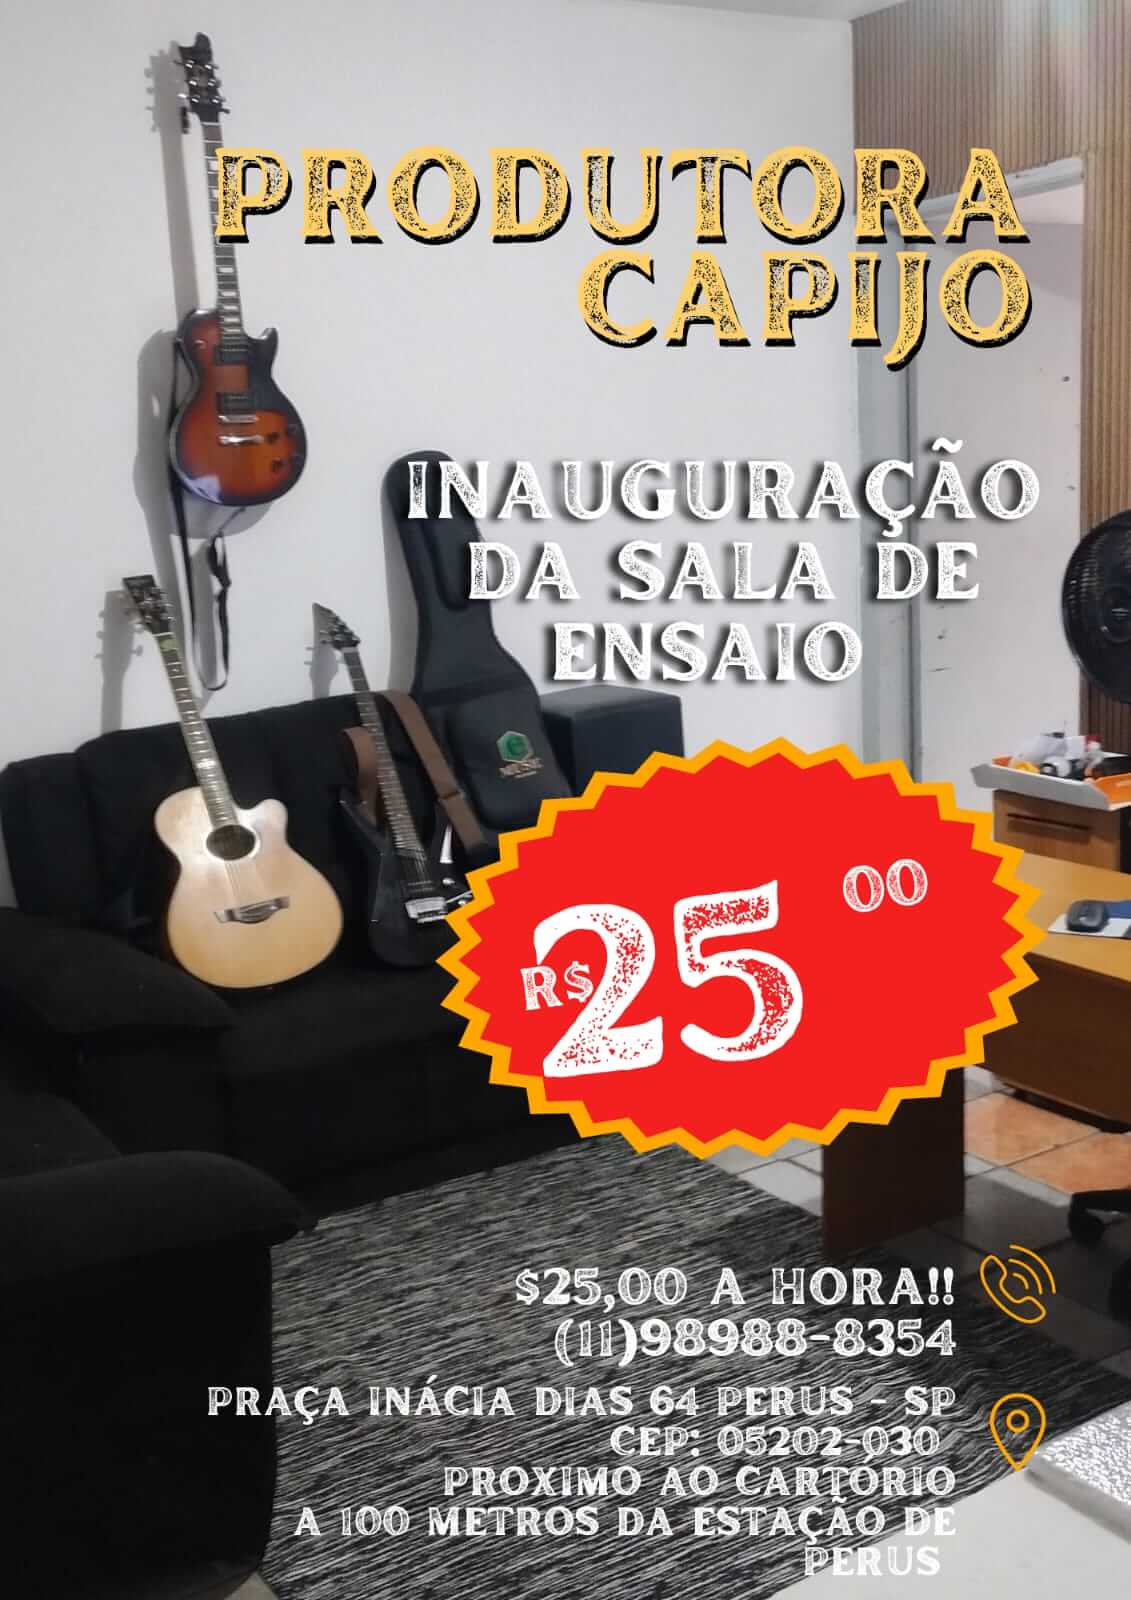 PRODUTORA
CAPIJO
INAUGURAÇÃO
DA SALA DE
ENSAIO
R$25 00
$25,00 A HORA!!
(11)98988-8354
PRAÇA INÁCIA DIAS 64 PERUS - SP
CEP: 05202-030
PROXIMO AO CARTÓRIO
A 100 METROS DA ESTAÇÃO DE
PERUS